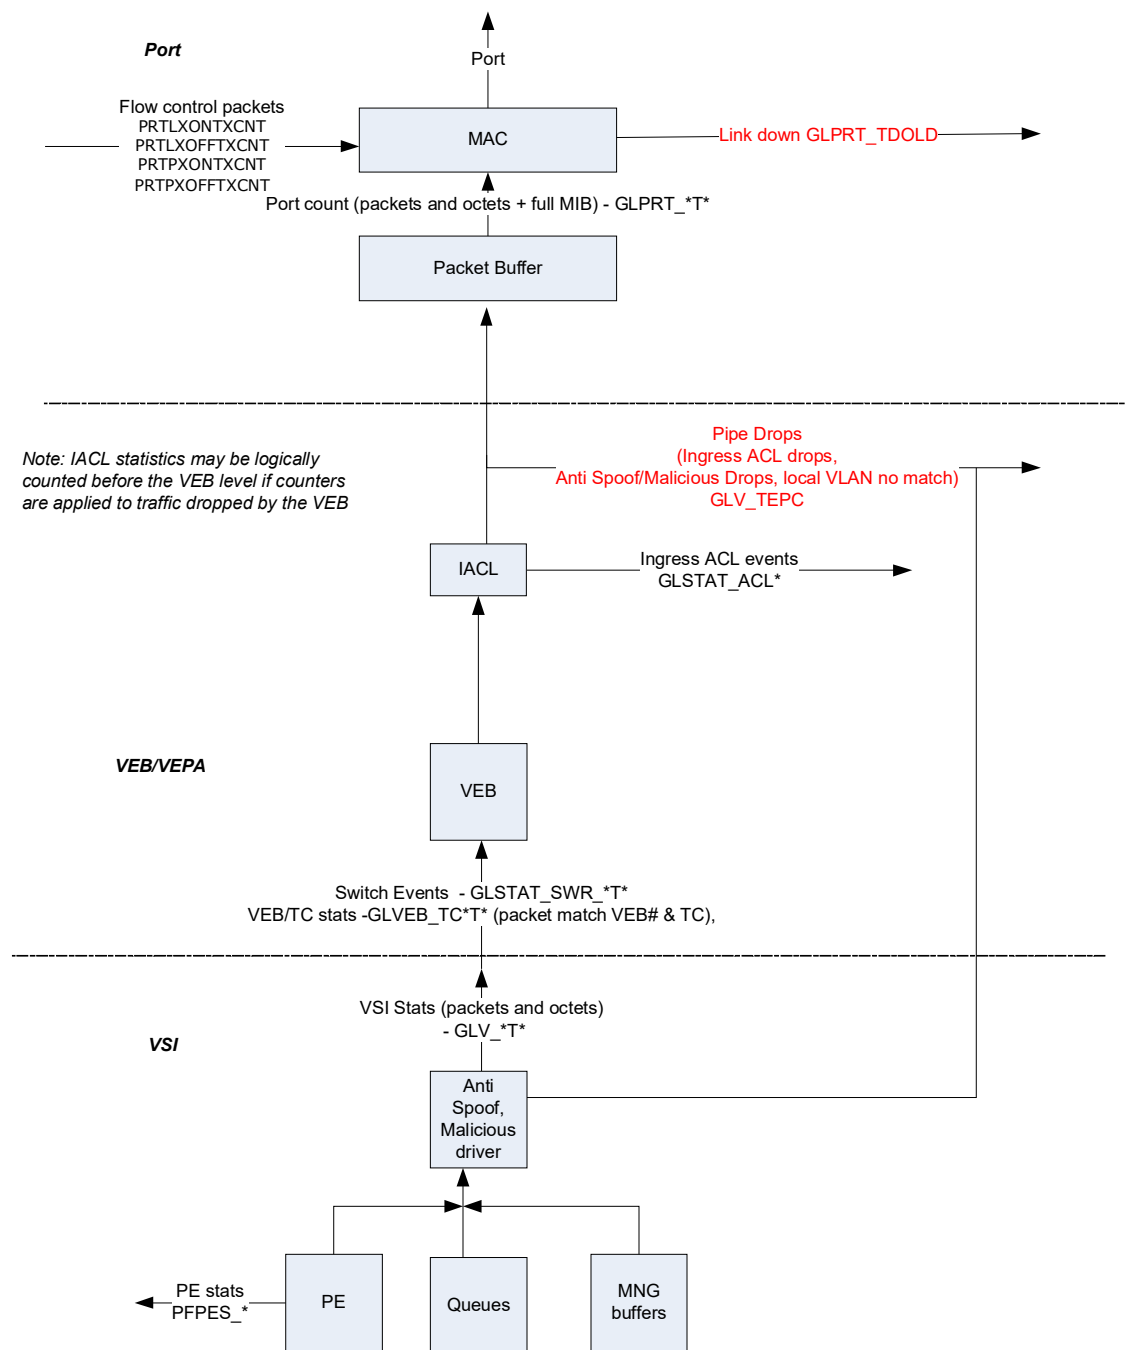 Port
Port
Flow control packets
PRTLXONTXCNT
PRTLXOFFTXCNT
PRTPXONTXCNT
PRTPXOFFTXCNT
MAC
Link down GLPRT_TDOLD
Port count (packets and octets + full MIB) - GLPRT_*T*
Packet Buffer
Note: IACL statistics may be logically
counted before the VEB level if counters
are applied to traffic dropped by the VEB
Pipe Drops
(Ingress ACL drops,
Anti Spoof/Malicious Drops, local VLAN no match)
GLV_TEPC
IACL
Ingress ACL events
GLSTAT_ACL*
VEB/VEPA
VEB
Switch Events - GLSTAT_SWR_*T*
VEB/TC stats -GLVEB_TC*T* (packet match VEB# & TC),
VSI Stats (packets and octets)
- GLV_*T*
VSI
Anti
Spoof,
Malicious
driver
PE stats
PFPES_*
PE
Queues
MNG
buffers